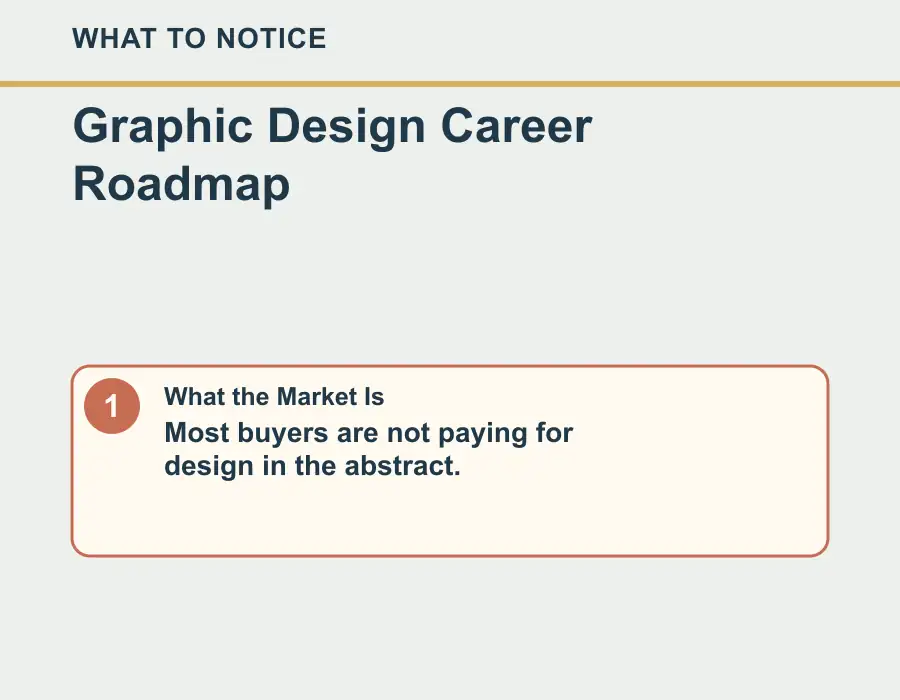 WHAT TO NOTICE
Graphic Design Career
Roadmap
1
What the Market Is
Most buyers are not paying for
design in the abstract.